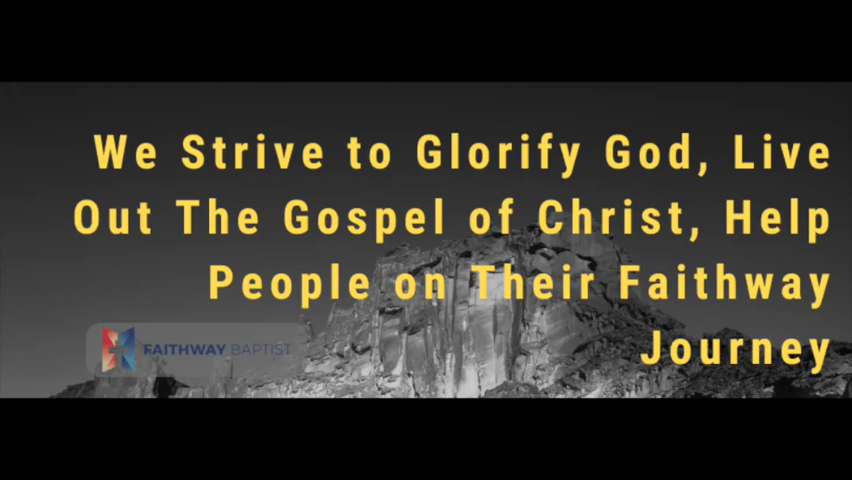 We Strive to Glorify God, Live
Out The Gospel of Christ, Help
People on Their Faithway
Journey
FAITHWAY BAPTIST